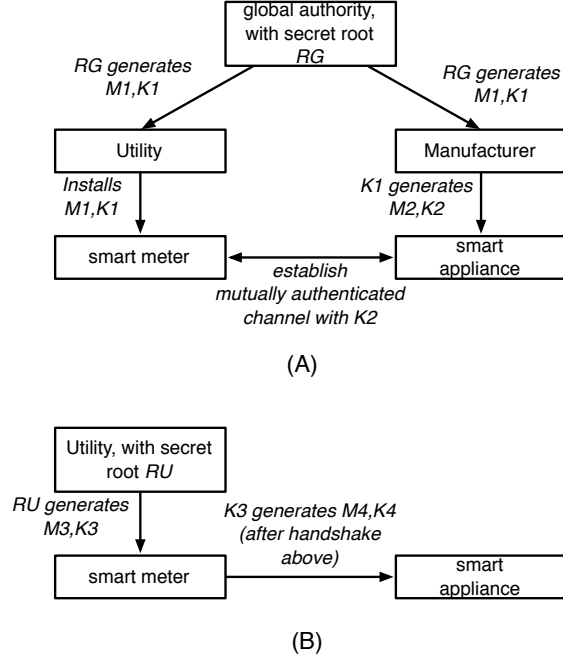 global authority,
with secret root
RG
RG generates
M1,K1
RG generates
M1,K1
Utility
Manufacturer
Installs
M1,K1
K1 generates
M2,K2
smart meter
smart
appliance
establish
mutually authenticated
channel with K2
(A)
Utility, with secret
root RU
RU generates
M3,K3
K3 generates M4,K4
(after handshake
above)
smart meter
smart
appliance
(B)